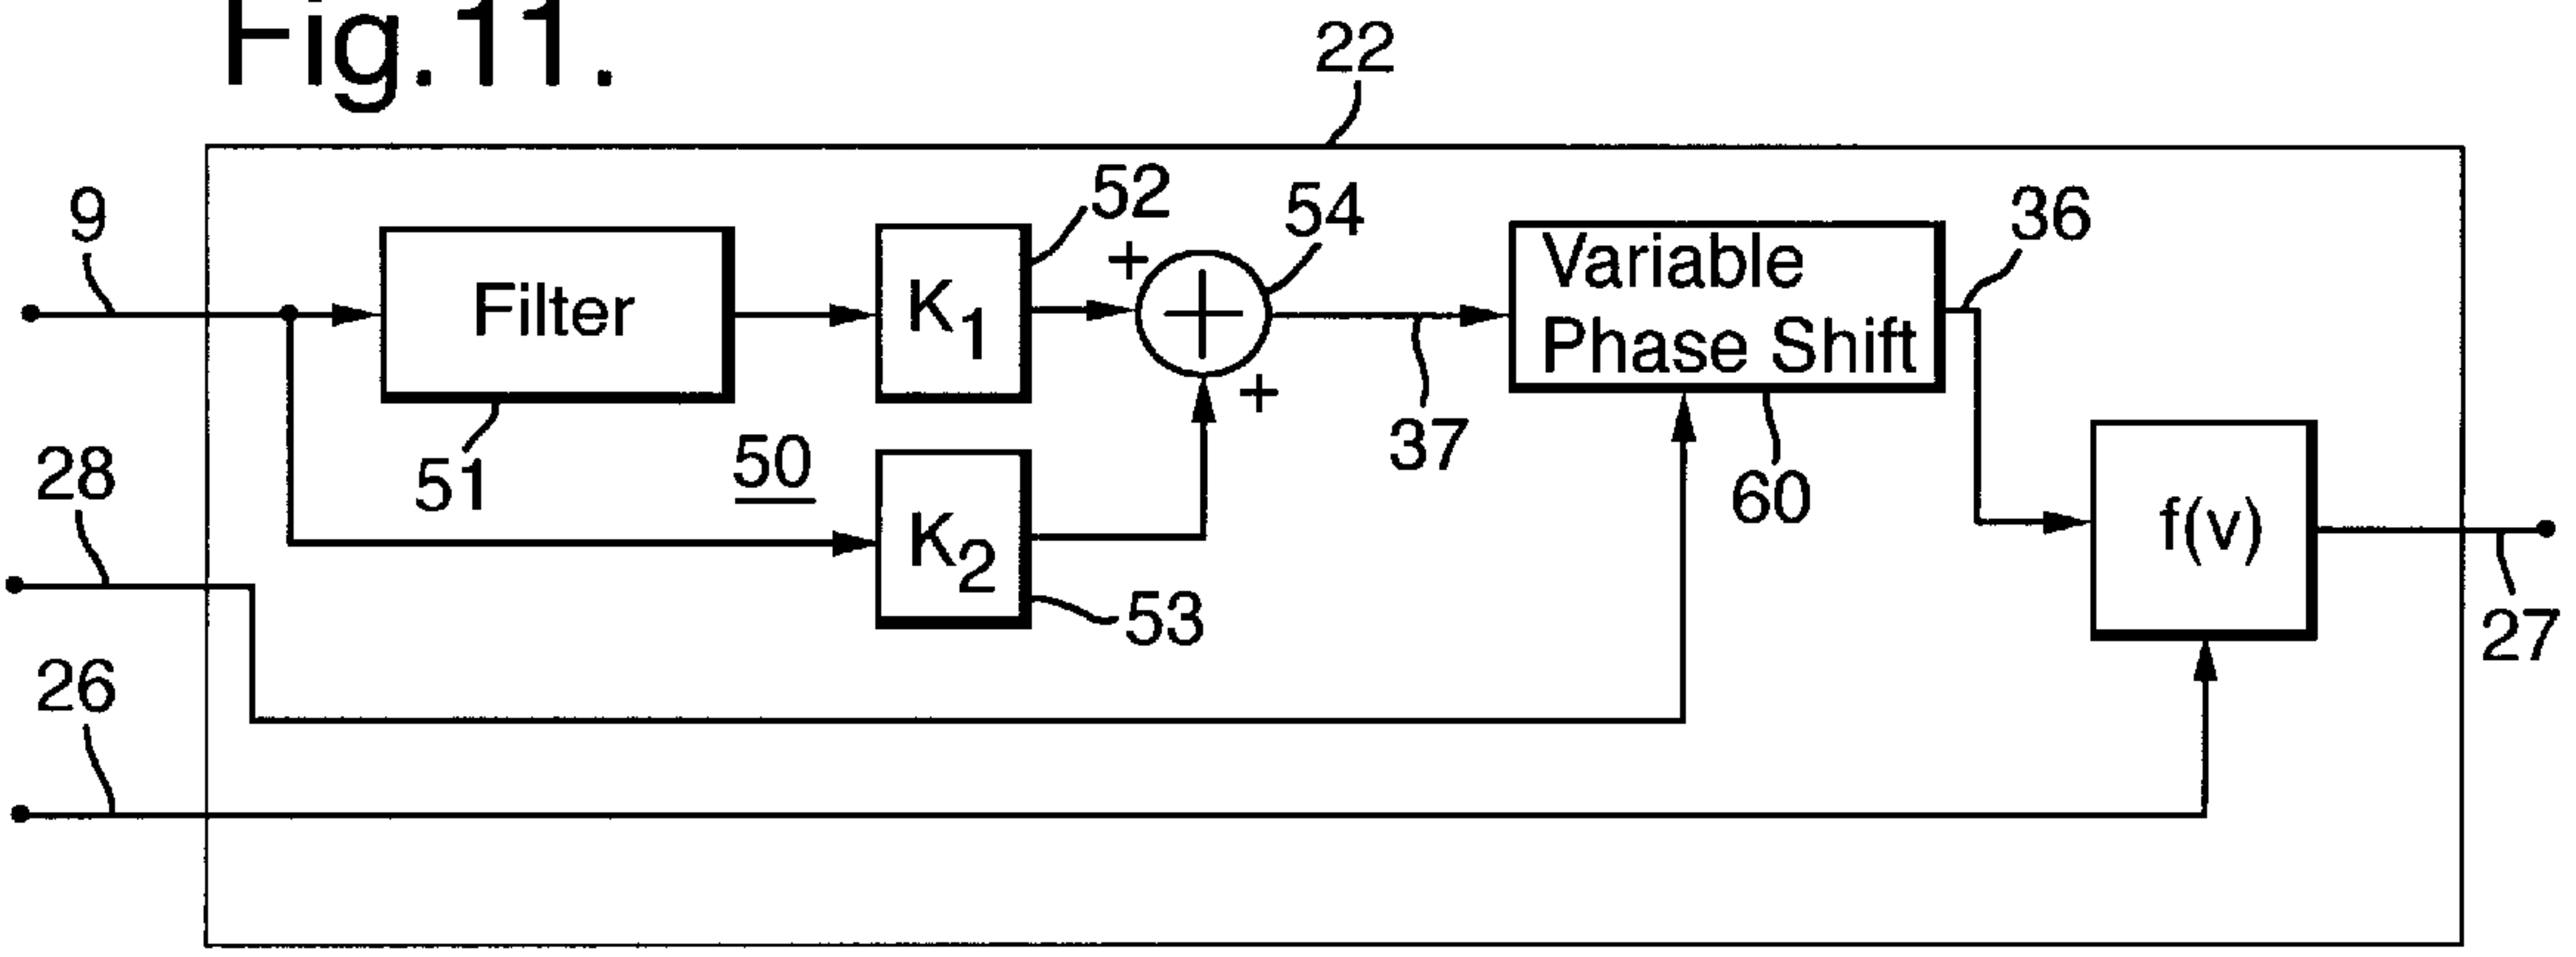 Fig.11.
22
9
52
54
36
Filter
K1
+
Variable
Phase Shift
+
37
28
51
50
60
f(v)
K2
53
27
26